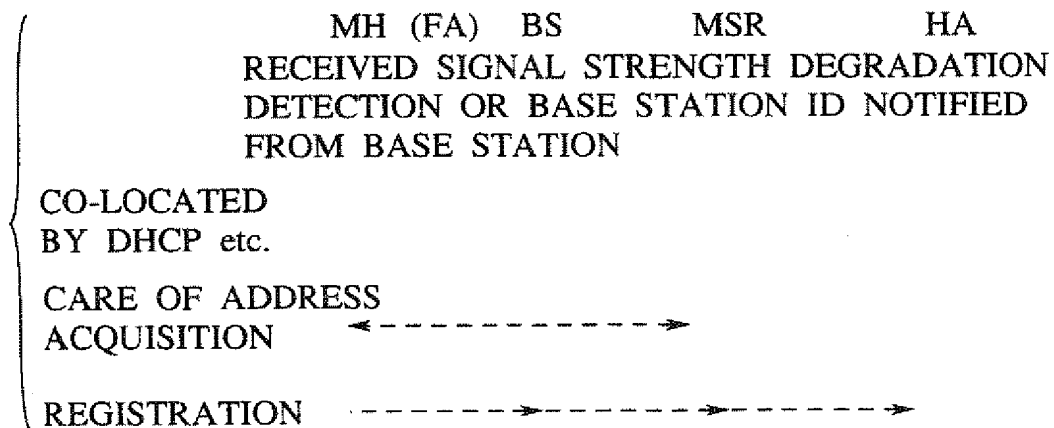 MH (FA) BS MSR HA
RECEIVED SIGNAL STRENGTH DEGRADATION
DETECTION OR BASE STATION ID NOTIFIED
FROM BASE STATION
CO-LOCATED
BY DHCP etc.
CARE OF ADDRESS
ACQUISITION
REGISTRATION